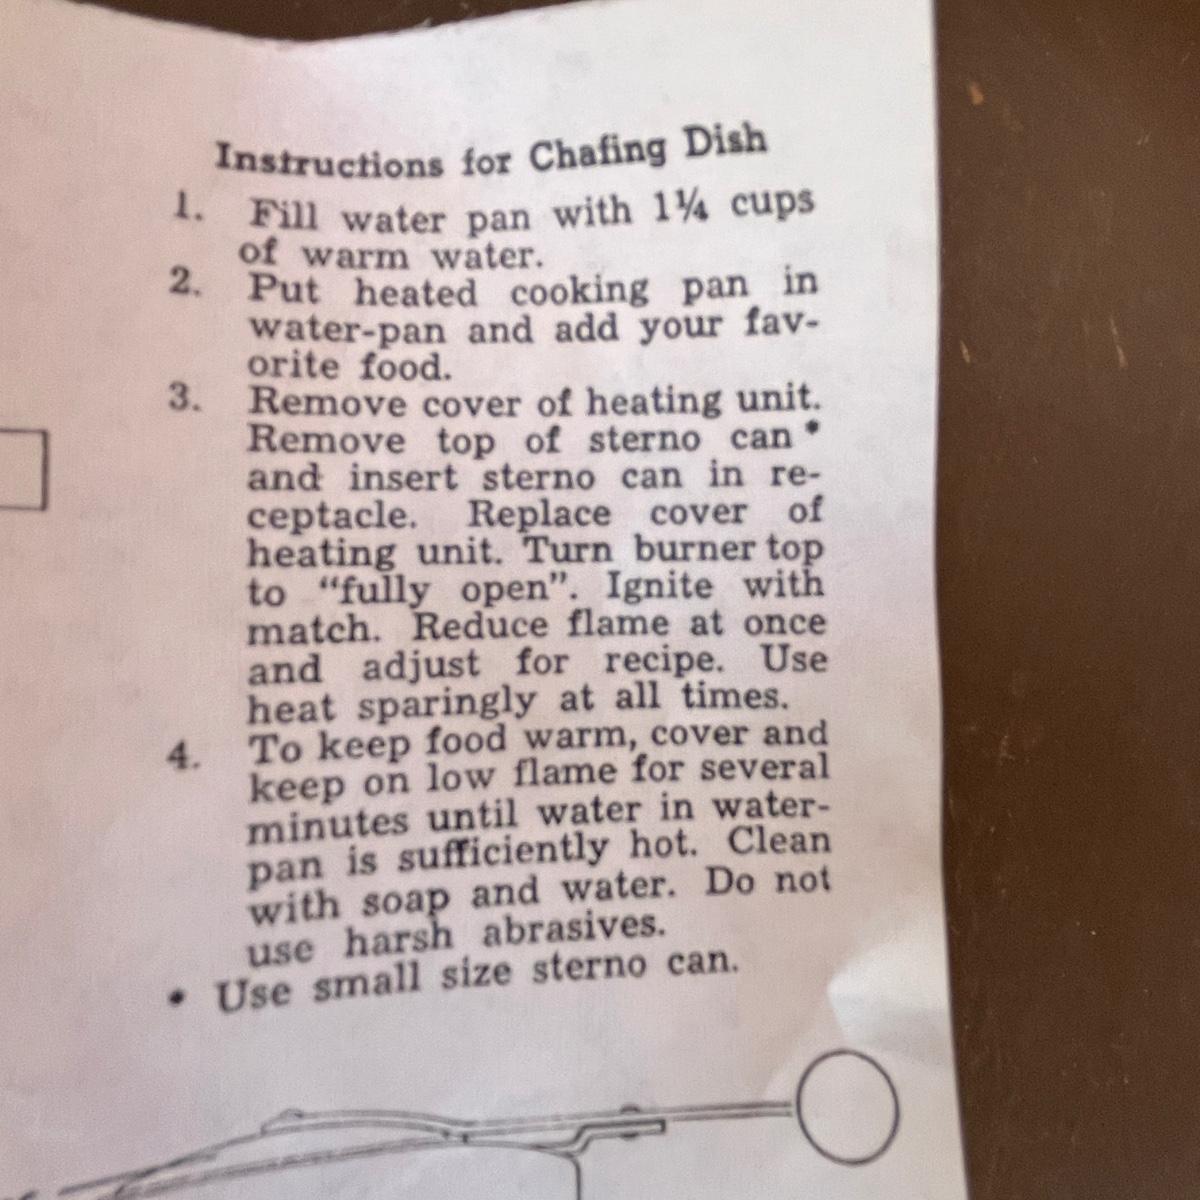 Instructions for Chafing Dish
1. Fill water pan with 1¼ cups
of warm water.
2. Put heated cooking pan in
water-pan and add your fav-
orite food.
3. Remove cover of heating unit.
Remove top of sterno can *
and insert sterno can in re-
ceptacle. Replace cover of
heating unit. Turn burner top
to “fully open”. Ignite with
match. Reduce flame at once
and adjust for recipe. Use
heat sparingly at all times.
4. To keep food warm, cover and
keep on low flame for several
minutes until water in water-
pan is sufficiently hot. Clean
with soap and water. Do not
use harsh abrasives.
* Use small size sterno can.